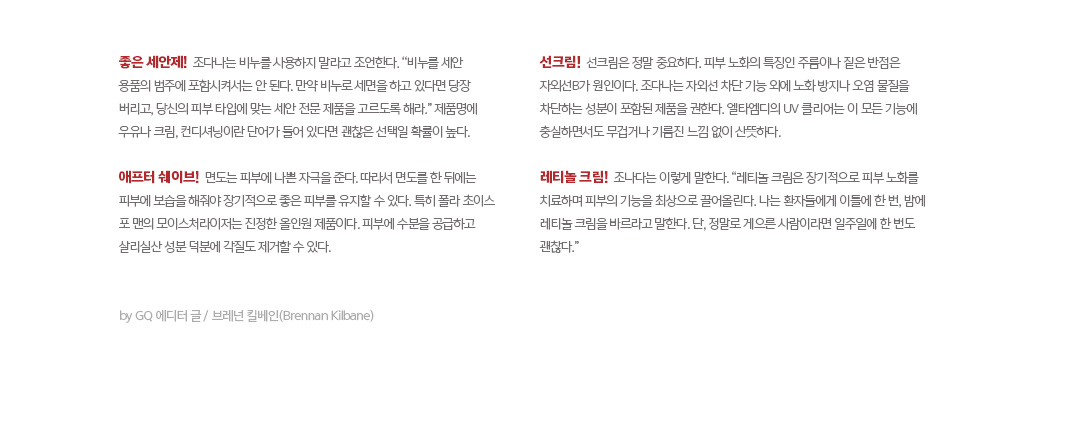 좋은 세안제! 조다나는 비누를 사용하지 말라고 조언한다. “비누를 세안
용품의 범주에 포함시켜서는 안 된다. 만약 비누로 세면을 하고 있다면 당장
버리고, 당신의 피부 타입에 맞는 세안 전문 제품을 고르도록 해라.” 제품명에
우유나 크림, 컨디셔닝이란 단어가 들어 있다면 괜찮은 선택일 확률이 높다.
애프터 쉐이브! 면도는 피부에 나쁜 자극을 준다. 따라서 면도를 한 뒤에는
피부에 보습을 해줘야 장기적으로 좋은 피부를 유지할 수 있다. 특히 폴라 초이스
포 맨의 모이스처라이저는 진정한 올인원 제품이다. 피부에 수분을 공급하고
살리실산 성분 덕분에 각질도 제거할 수 있다.
선크림! 선크림은 정말 중요하다. 피부 노화의 특징인 주름이나 짙은 반점은
자외선B가 원인이다. 조다나는 자외선 차단 기능 외에 노화 방지나 오염 물질을
차단하는 성분이 포함된 제품을 권한다. 엘타엠디의 UV 클리어는 이 모든 기능에
충실하면서도 무겁거나 기름진 느낌 없이 산뜻하다.
레티놀 크림! 조나다는 이렇게 말한다. “레티놀 크림은 장기적으로 피부 노화를
치료하며 피부의 기능을 최상으로 끌어올린다. 나는 환자들에게 이틀에 한 번, 밤에
레티놀 크림을 바르라고 말한다. 단, 정말로 게으른 사람이라면 일주일에 한 번도
괜찮다.”
by GQ 에디터 글 / 브레넌 킬베인(Brennan Kilbane)